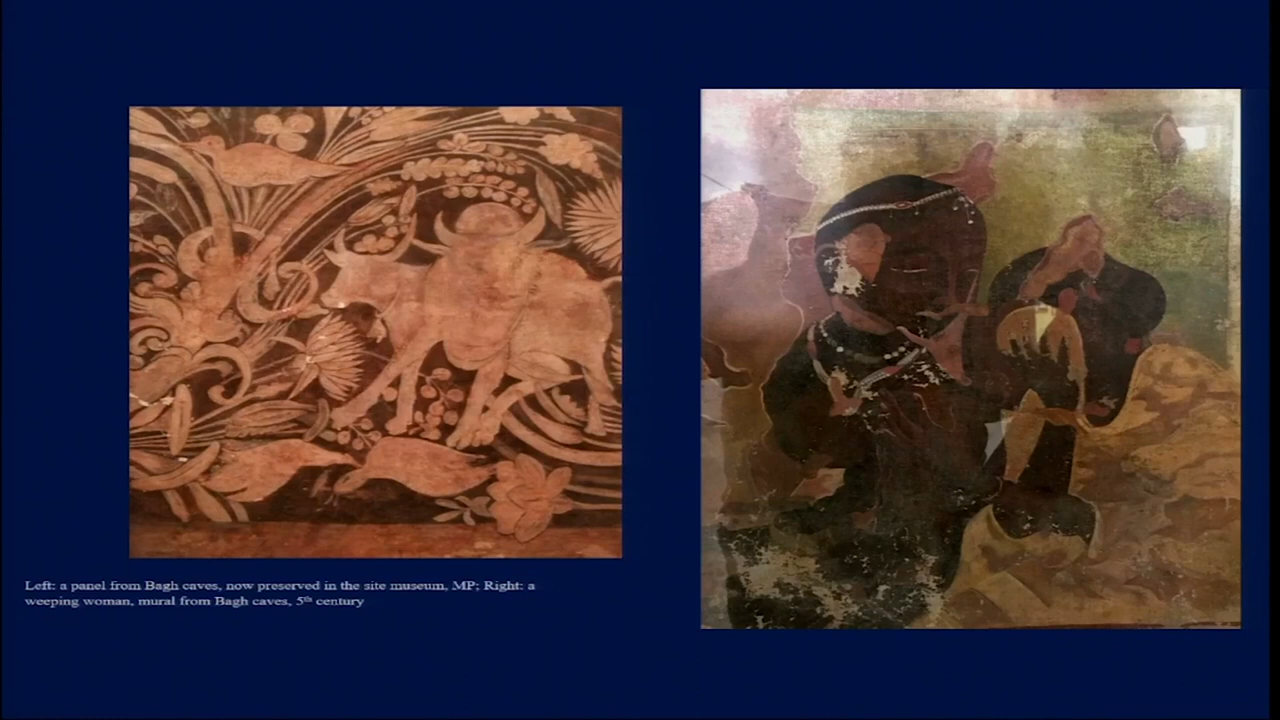 Left: a panel from Bagh caves, now preserved in the site museum, MP; Right: a
weeping woman, mural from Bagh caves, 5th century